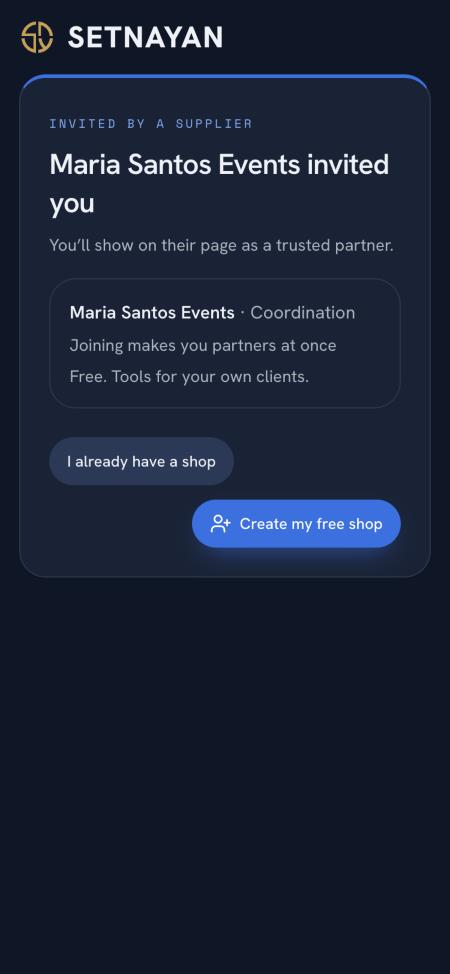 SETNAYAN
INVITED BY A SUPPLIER
Maria Santos Events invited
you
You’ll show on their page as a trusted partner.
Maria Santos Events · Coordination
Joining makes you partners at once
Free. Tools for your own clients.
I already have a shop
Create my free shop